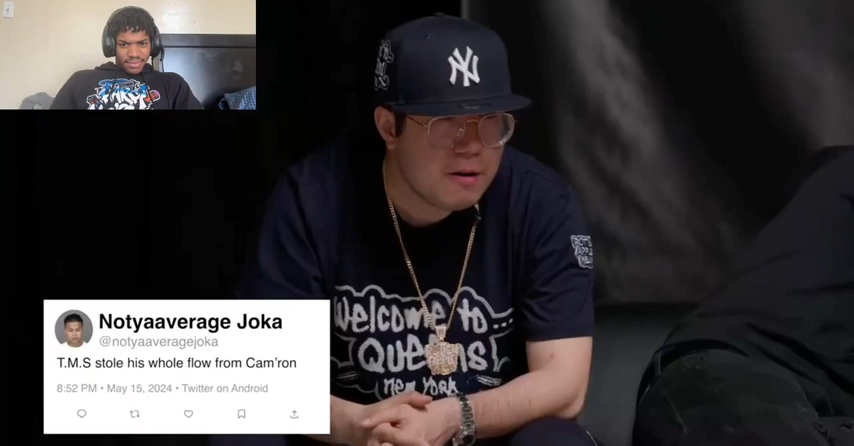 NY
Welcome to...
Queens
New York
Notyaaverage Joka
@notyaaveragejoka
T.M.S stole his whole flow from Cam'ron
8:52 PM • May 15, 2024 • Twitter on Android